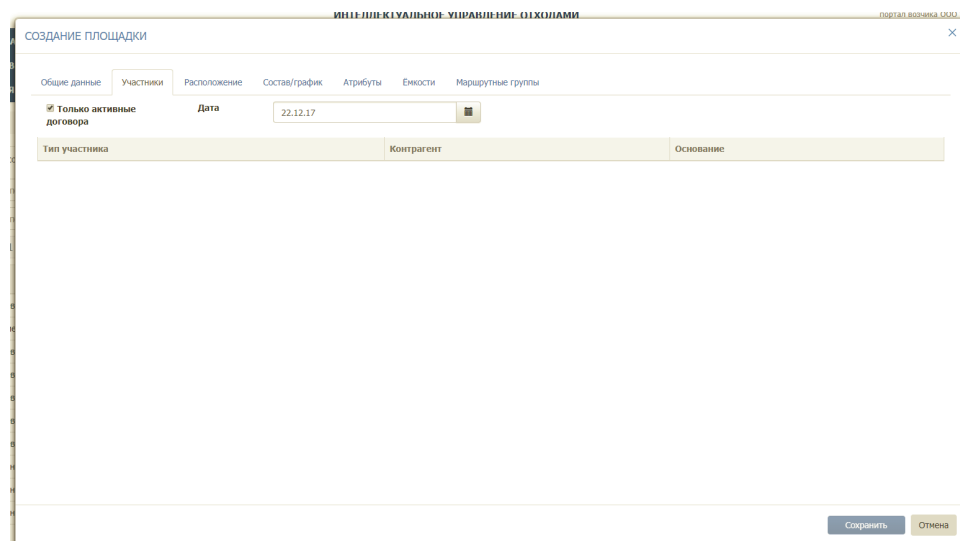 ИНТЕЛЛЕКТУАЛЬНОЕ УПРАВЛЕНИЕ ОТХОДАМИ
портал возчика ООО
СОЗДАНИЕ ПЛОЩАДКИ
×
Общие данные Участники Расположение Состав/график Атрибуты Ёмкости Маршрутные группы
Только активные договора Дата 22.12.17
Тип участника Контрагент Основание
Сохранить Отмена